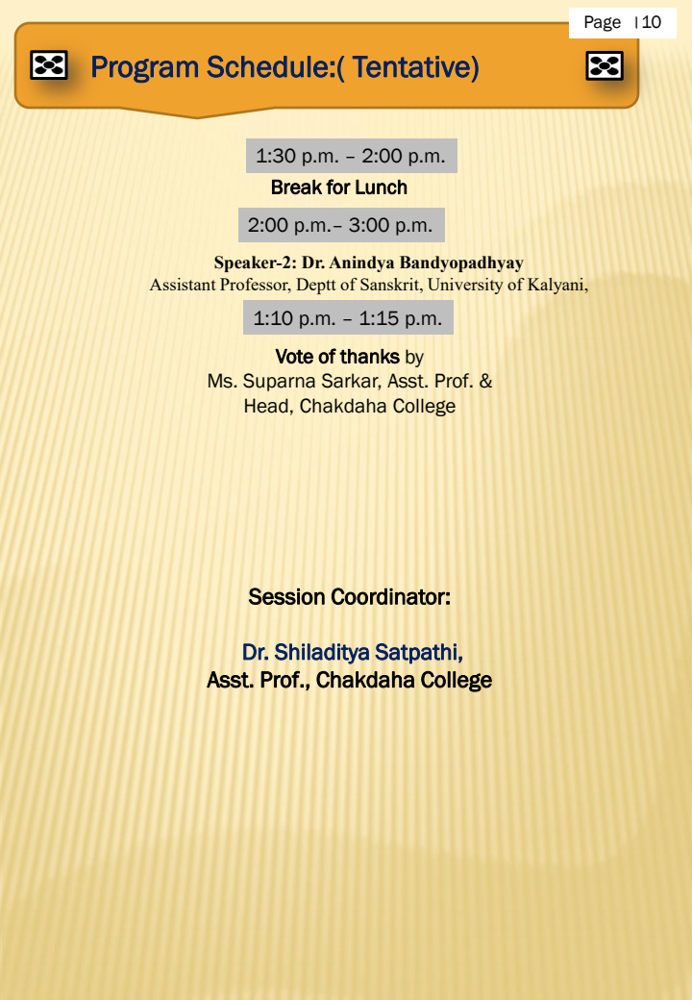 Page | 10
Program Schedule:( Tentative)
1:30 p.m. – 2:00 p.m.
Break for Lunch
2:00 p.m.– 3:00 p.m.
Speaker-2: Dr. Anindya Bandyopadhyay
Assistant Professor, Deptt of Sanskrit, University of Kalyani,
1:10 p.m. – 1:15 p.m.
Vote of thanks by
Ms. Suparna Sarkar, Asst. Prof. &
Head, Chakdaha College
Session Coordinator:
Dr. Shiladitya Satpathi,
Asst. Prof., Chakdaha College